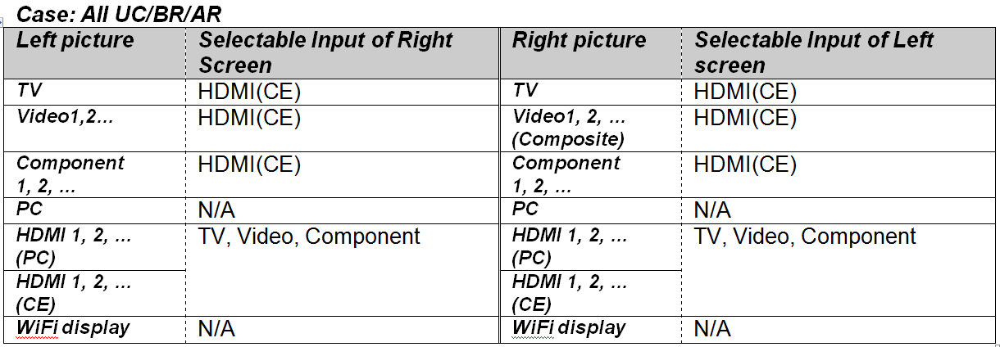 Case: All UC/BR/AR
Left picture
Selectable Input of Right
Screen
Right picture
Selectable Input of Left
screen
TV
HDMI(CE)
TV
HDMI(CE)
Video1,2…
HDMI(CE)
Video1, 2, …
(Composite)
HDMI(CE)
Component
1, 2, …
HDMI(CE)
Component
1, 2, …
HDMI(CE)
PC
N/A
PC
N/A
HDMI 1, 2, …
(PC)
TV, Video, Component
HDMI 1, 2, …
(PC)
TV, Video, Component
HDMI 1, 2, …
(CE)
HDMI 1, 2, …
(CE)
WiFi display
N/A
WiFi display
N/A